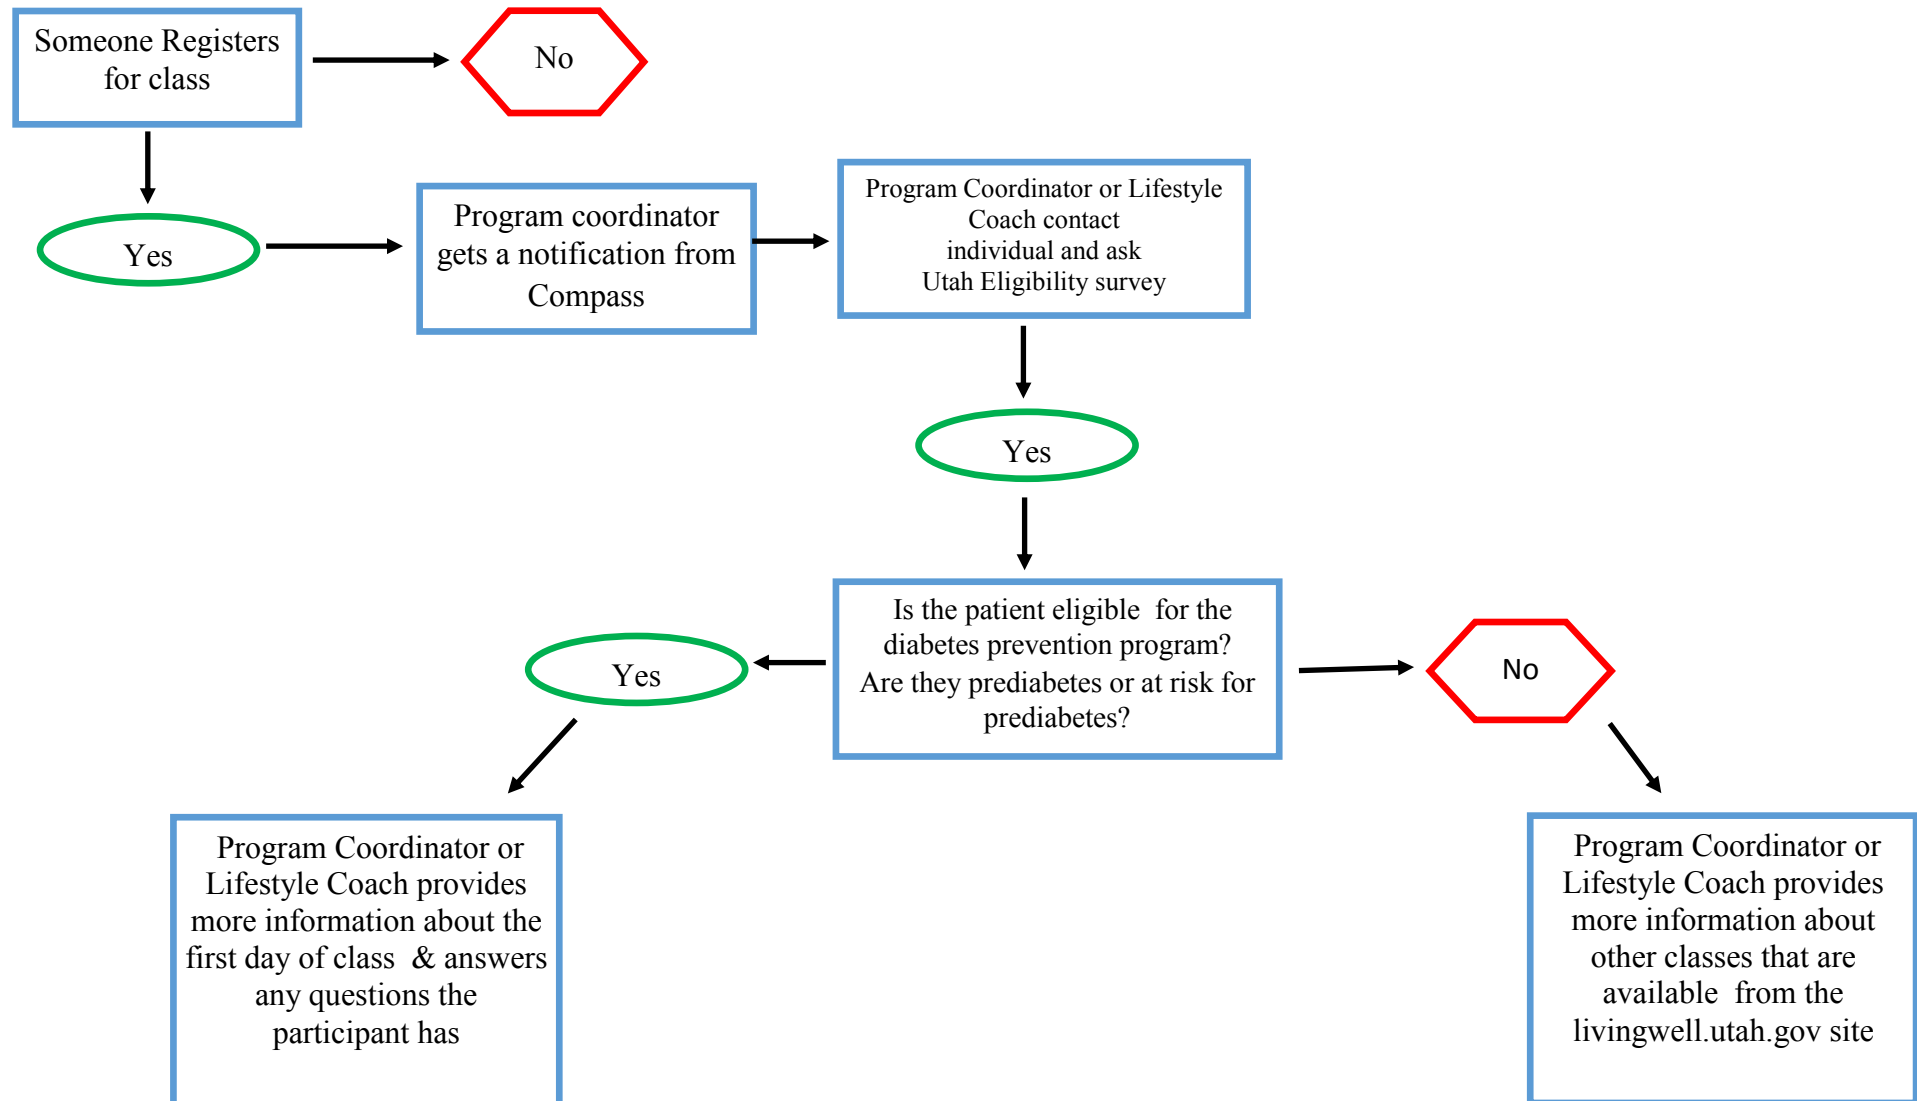 Someone Registers
for class
No
Yes
Program coordinator
gets a notification from
Compass
Program Coordinator or Lifestyle
Coach contact
individual and ask
Utah Eligibility survey
Yes
Is the patient eligible for the
diabetes prevention program?
Are they prediabetes or at risk for
prediabetes?
Yes
No
Program Coordinator or
Lifestyle Coach provides
more information about the
first day of class & answers
any questions the
participant has
Program Coordinator or
Lifestyle Coach provides
more information about
other classes that are
available from the
livingwell.utah.gov site